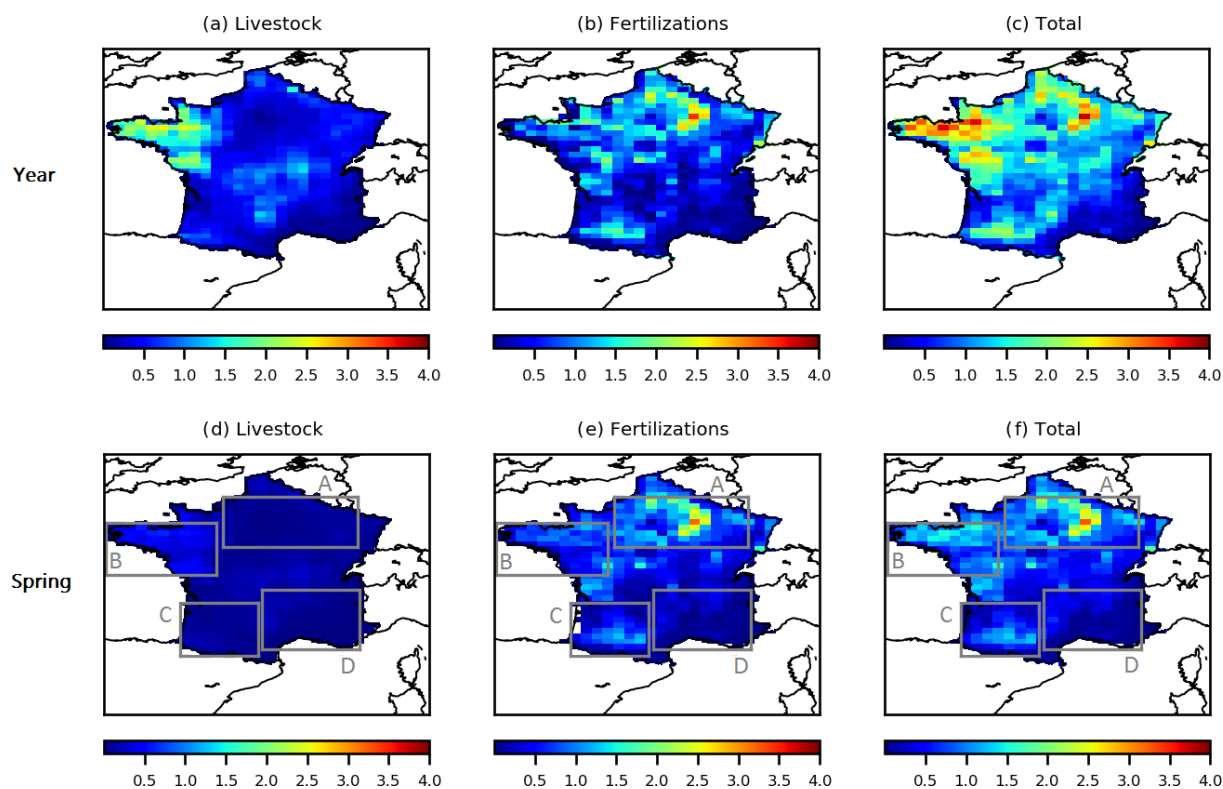 (a) Livestock (b) Fertilizations (c) Total
Year
0.5 1.0 1.5 2.0 2.5 3.0 3.5 4.0 0.5 1.0 1.5 2.0 2.5 3.0 3.5 4.0 0.5 1.0 1.5 2.0 2.5 3.0 3.5 4.0
(d) Livestock (e) Fertilizations (f) Total
A A A
B B B
Spring
C C C
D D D
0.5 1.0 1.5 2.0 2.5 3.0 3.5 4.0 0.5 1.0 1.5 2.0 2.5 3.0 3.5 4.0 0.5 1.0 1.5 2.0 2.5 3.0 3.5 4.0